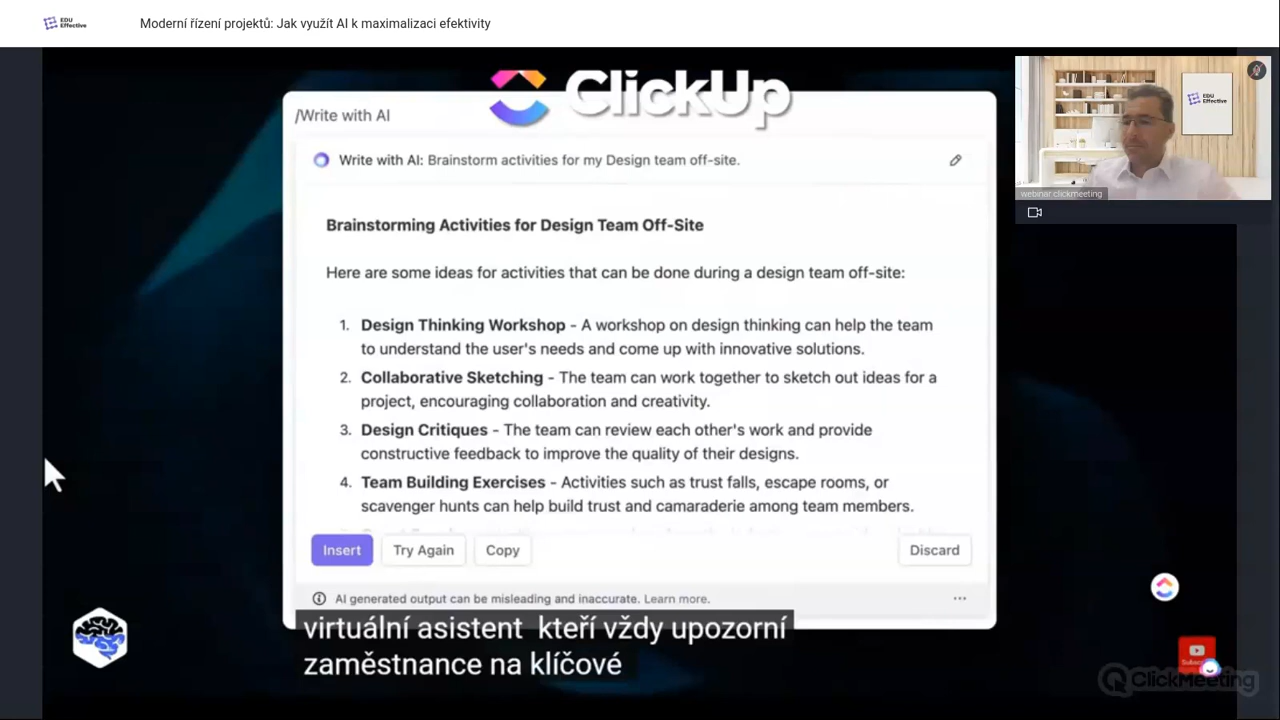 EDU
Effective
Moderní řízení projektů: Jak využít AI k maximalizaci efektivity
ClickUp
/Write with AI
Write with AI: Brainstorm activities for my Design team off-site.
EDU
Effective
webinar clickmeeting
Brainstorming Activities for Design Team Off-Site
Here are some ideas for activities that can be done during a design team off-site:
1. Design Thinking Workshop - A workshop on design thinking can help the team
to understand the user's needs and come up with innovative solutions.
2. Collaborative Sketching - The team can work together to sketch out ideas for a
project, encouraging collaboration and creativity.
3. Design Critiques - The team can review each other's work and provide
constructive feedback to improve the quality of their designs.
4. Team Building Exercises - Activities such as trust falls, escape rooms, or
scavenger hunts can help build trust and camaraderie among team members.
Insert Try Again Copy Discard
AI generated output can be misleading and inaccurate. Learn more.
virtuální asistent kteří vždy upozorní
zaměstnance na klíčové
ClickMeeting